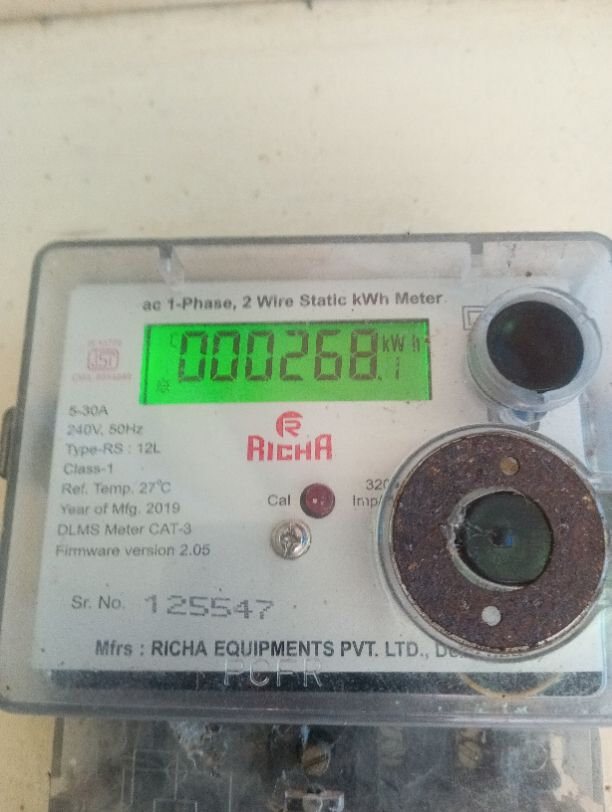 ac 1-Phase, 2 Wire Static kWh Meter
000268.1 kWh
5-30A
240V, 50Hz
Type-RS : 12L
Class-1
Ref. Temp. 27°C
Year of Mfg. 2019
DLMS Meter CAT-3
Firmware version 2.05
RICHA
Cal
Imp/
Sr. No. 125547
Mfrs : RICHA EQUIPMENTS PVT. LTD.,
PCFR